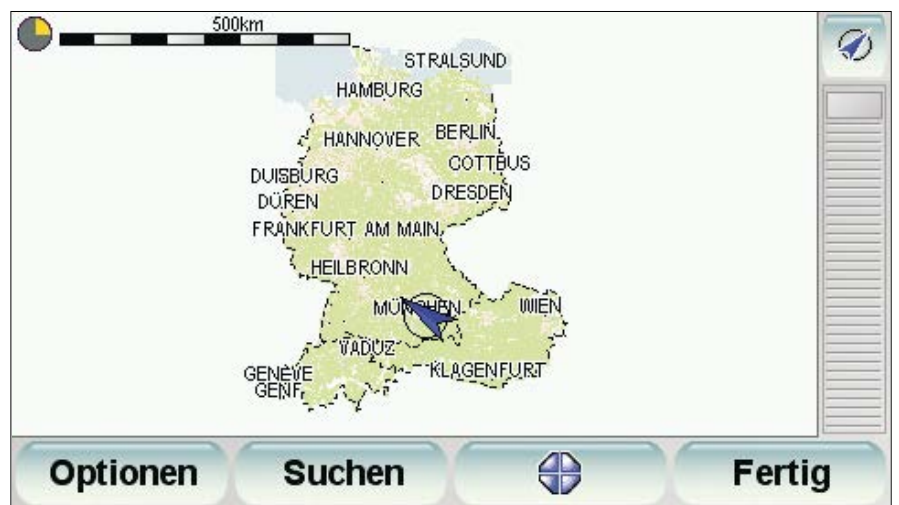 500km
STRALSUND
HAMBURG
HANNOVER
BERLIN
COTTBUS
DUISBURG
DRESDEN
DÜREN
FRANKFURT AM MAIN
HEILBRONN
MÜNCHEN
WIEN
VADUZ
GENÈVE
GENF
KLAGENFURT
Optionen
Suchen
Fertig